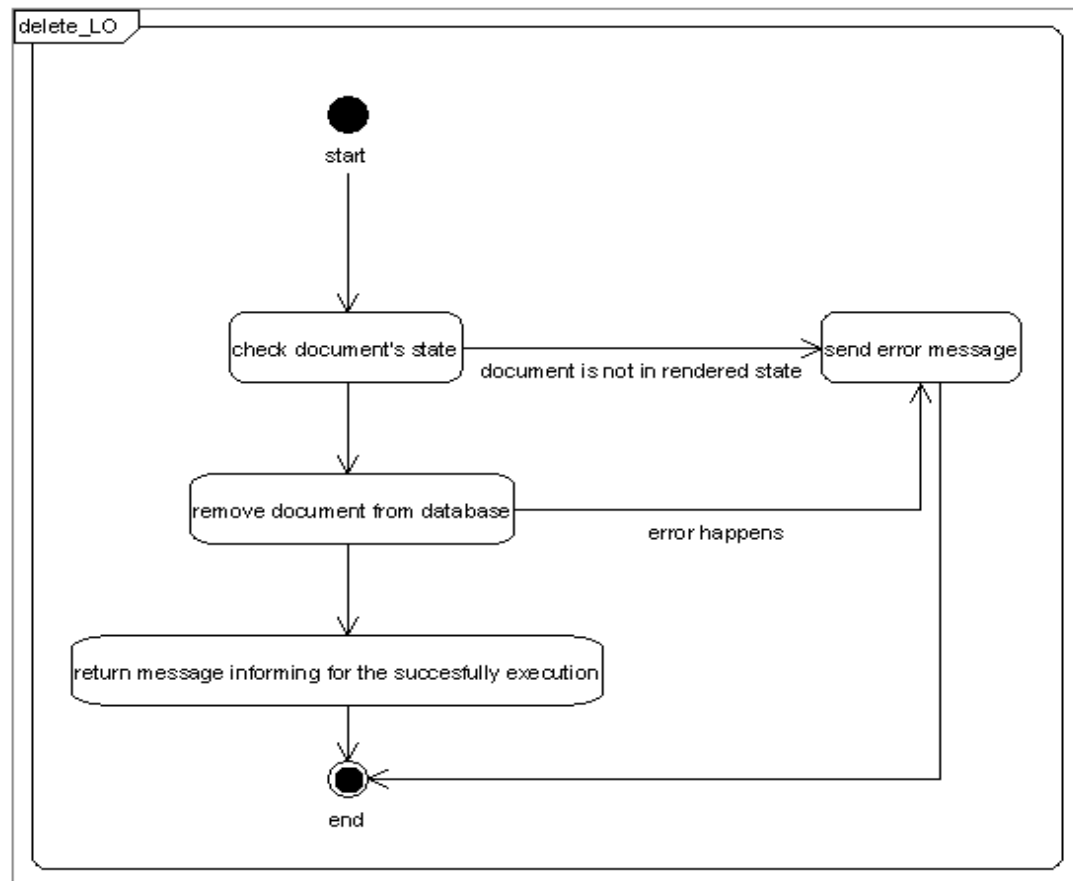 delete_LO
start
check document's state
send error message
document is not in rendered state
remove document from database
error happens
return message informing for the succesfully execution
end